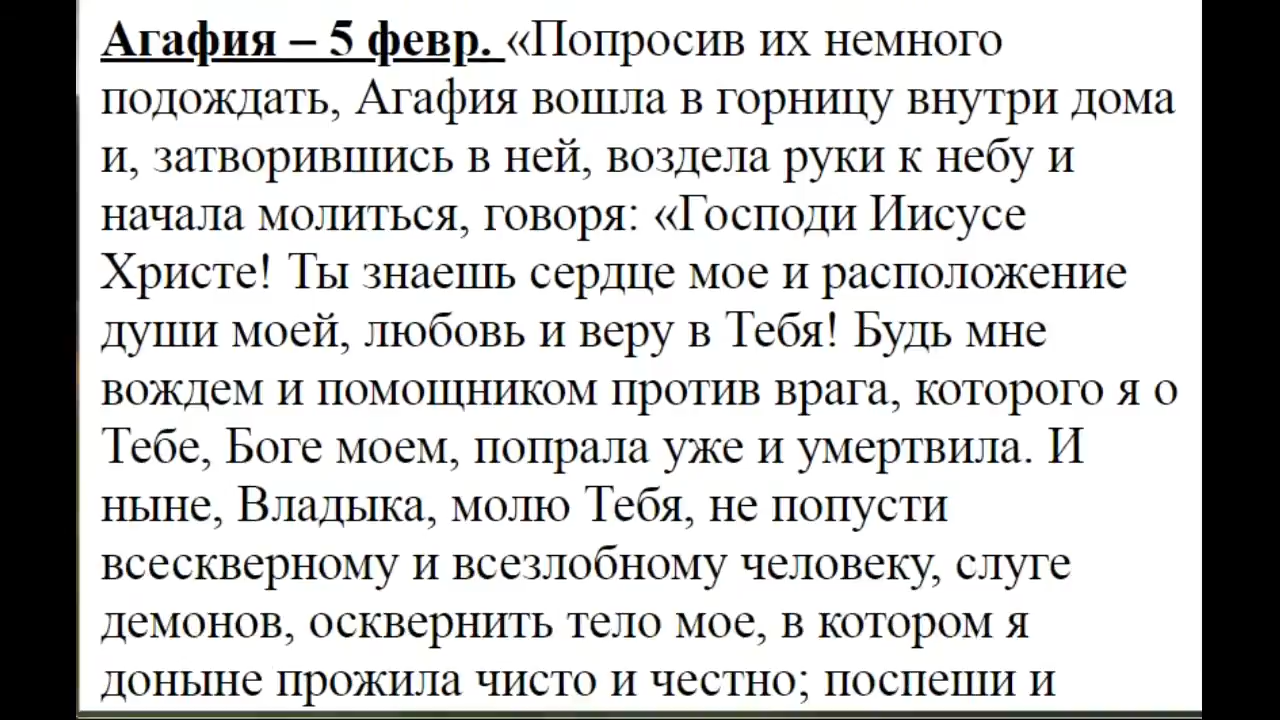 Агафия – 5 февр. «Попросив их немного
подождать, Агафия вошла в горницу внутри дома
и, затворившись в ней, воздела руки к небу и
начала молиться, говоря: «Господи Иисусе
Христе! Ты знаешь сердце мое и расположение
души моей, любовь и веру в Тебя! Будь мне
вождем и помощником против врага, которого я о
Тебе, Боге моем, попрала уже и умертвила. И
ныне, Владыка, молю Тебя, не попусти
всескверному и всезлобному человеку, слуге
демонов, осквернить тело мое, в котором я
доныне прожила чисто и честно; поспеши и